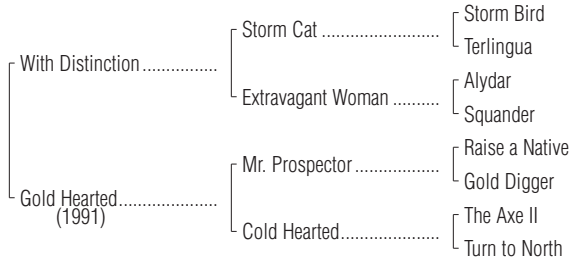 Storm Bird
Storm Cat ........................
Terlingua
With Distinction ...............
Alydar
Extravagant Woman ..........
Squander
Raise a Native
Mr. Prospector .................
Gold Digger
Gold Hearted ...................
(1991)
The Axe II
Cold Hearted ....................
Turn to North